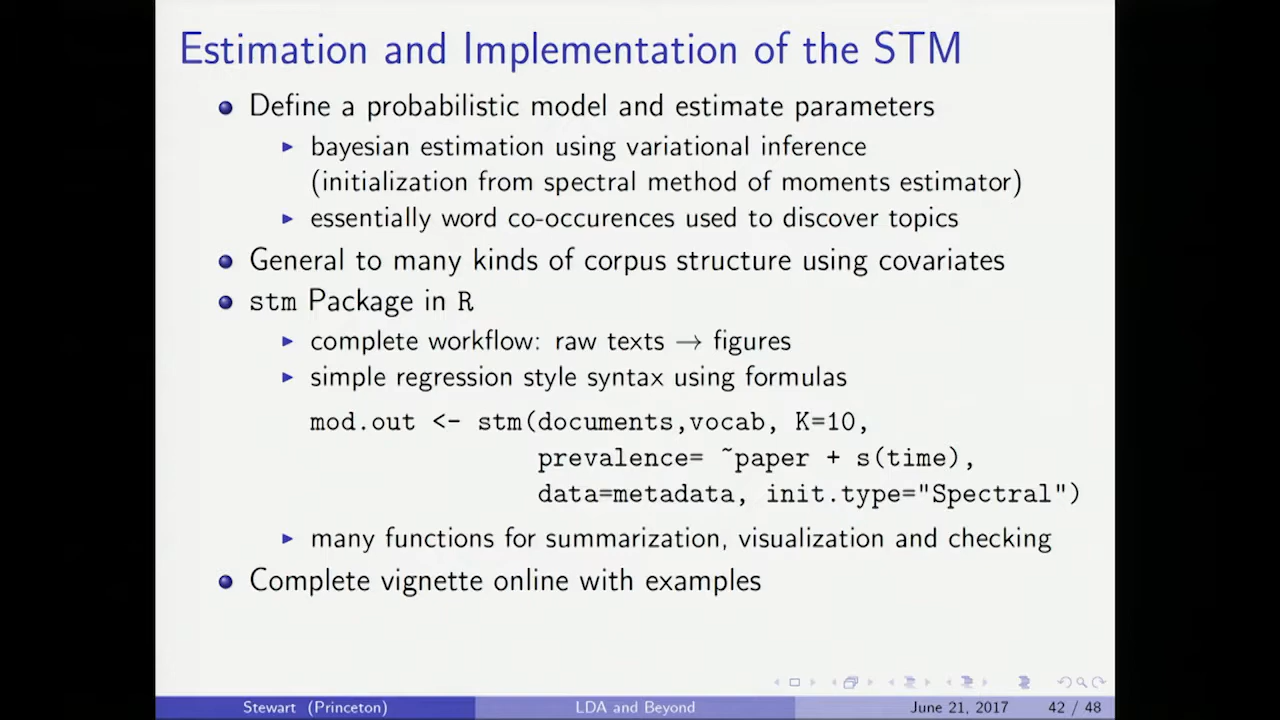 Estimation and Implementation of the STM
Define a probabilistic model and estimate parameters
bayesian estimation using variational inference
(initialization from spectral method of moments estimator)
essentially word co-occurences used to discover topics
General to many kinds of corpus structure using covariates
stm Package in R
complete workflow: raw texts → figures
simple regression style syntax using formulas
mod.out <- stm(documents,vocab, K=10,
prevalence= ~paper + s(time),
data=metadata, init.type="Spectral")
many functions for summarization, visualization and checking
Complete vignette online with examples
Stewart (Princeton) LDA and Beyond June 21, 2017 42 / 48